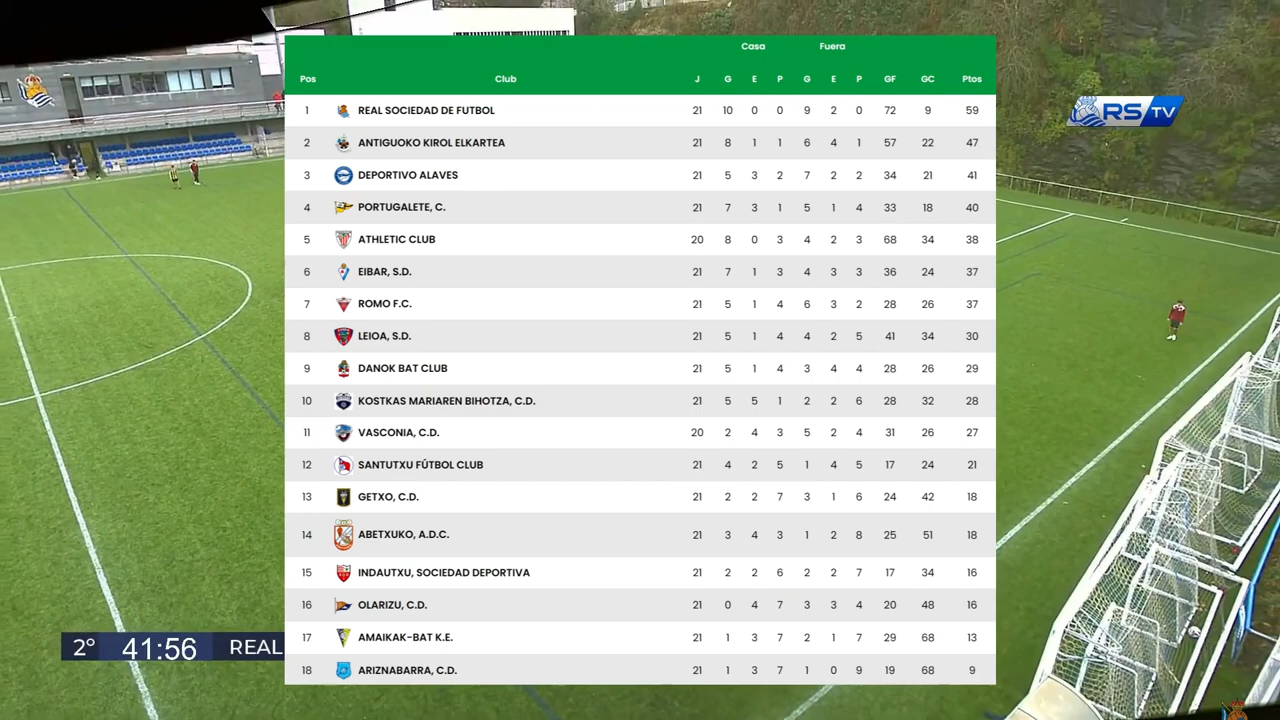 Casa Fuera
Pos Club J G E P G E P GF GC Ptos
1 REAL SOCIEDAD DE FUTBOL 21 10 0 0 9 2 0 72 9 59
2 ANTIGUOKO KIROL ELKARTEA 21 8 1 1 6 4 1 57 22 47
3 DEPORTIVO ALAVES 21 5 3 2 7 2 2 34 21 41
4 PORTUGALETE, C. 21 7 3 1 5 1 4 33 18 40
5 ATHLETIC CLUB 20 8 0 3 4 2 3 68 34 38
6 EIBAR, S.D. 21 7 1 3 4 3 3 36 24 37
7 ROMO F.C. 21 5 1 4 6 3 2 28 26 37
8 LEIOA, S.D. 21 5 1 4 4 2 5 41 34 30
9 DANOK BAT CLUB 21 5 1 4 3 4 4 28 26 29
10 KOSTKAS MARIAREN BIHOTZA, C.D. 21 5 5 1 2 2 6 28 32 28
11 VASCONIA, C.D. 20 2 4 3 5 2 4 31 26 27
12 SANTUTXU FÚTBOL CLUB 21 4 2 5 1 4 5 17 24 21
13 GETXO, C.D. 21 2 2 7 3 1 6 24 42 18
14 ABETXUKO, A.D.C. 21 3 4 3 1 2 8 25 51 18
15 INDAUTXU, SOCIEDAD DEPORTIVA 21 2 2 6 2 2 7 17 34 16
16 OLARIZU, C.D. 21 0 4 7 3 3 4 20 48 16
17 AMAIKAK-BAT K.E. 21 1 3 7 2 1 7 29 68 13
18 ARIZNABARRA, C.D. 21 1 3 7 1 0 9 19 68 9
RS TV
2° 41:56 REAL